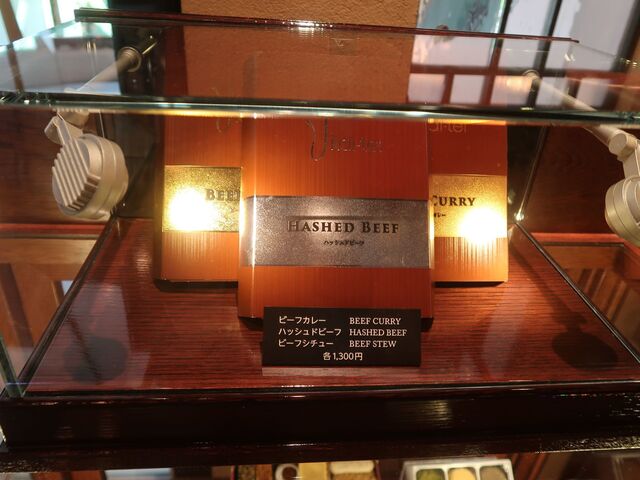 BEEF
HASHED BEEF
ハッシュドビーフ
CURRY
ビーフカレー BEEF CURRY
ハッシュドビーフ HASHED BEEF
ビーフシチュー BEEF STEW
各1,300円